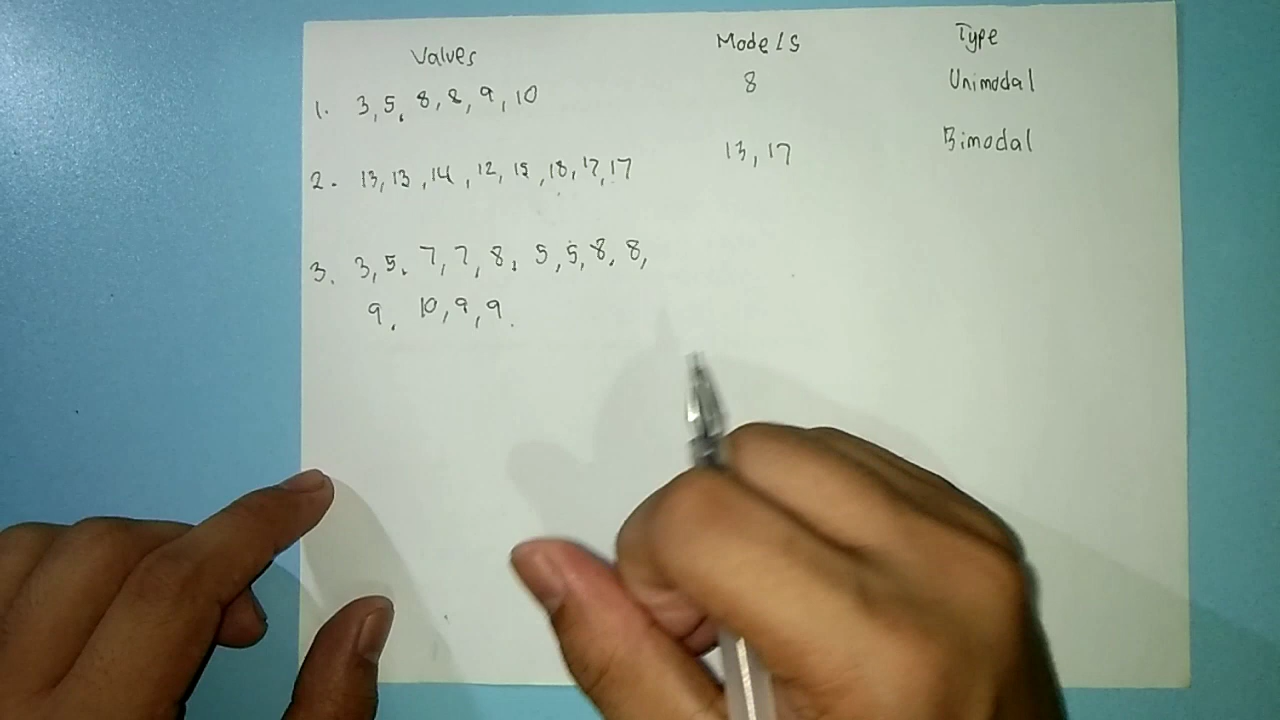 Values Mode/s Type
1. 3, 5, 8, 8, 9, 10 8 Unimodal
2. 13, 13, 14, 12, 15, 18, 17, 17 13, 17 Bimodal
3. 3, 5, 7, 7, 8, 5, 5, 8, 8,
9, 10, 9, 9.